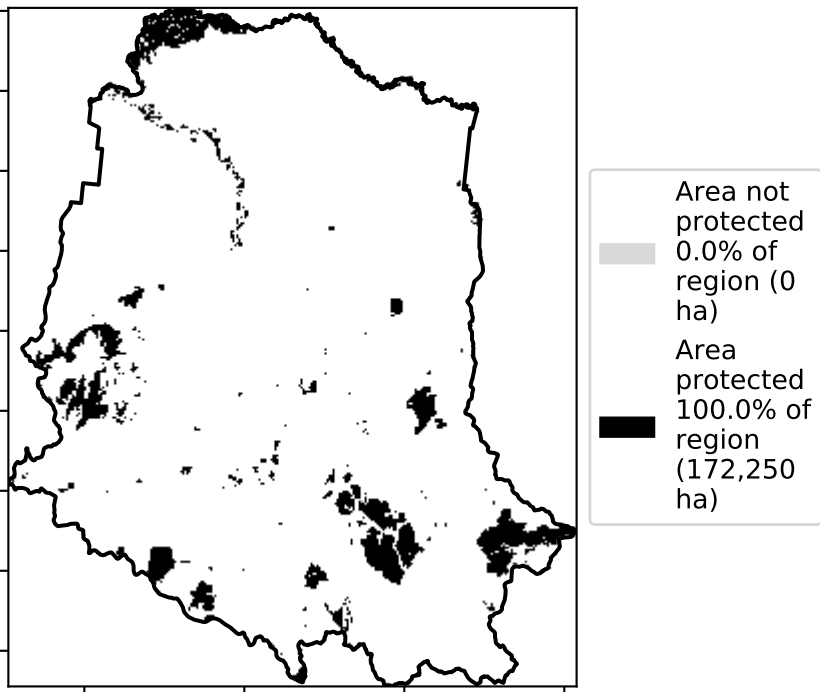 Area not
protected
0.0% of
region (0
ha)
Area
protected
100.0% of
region
(172,250
ha)